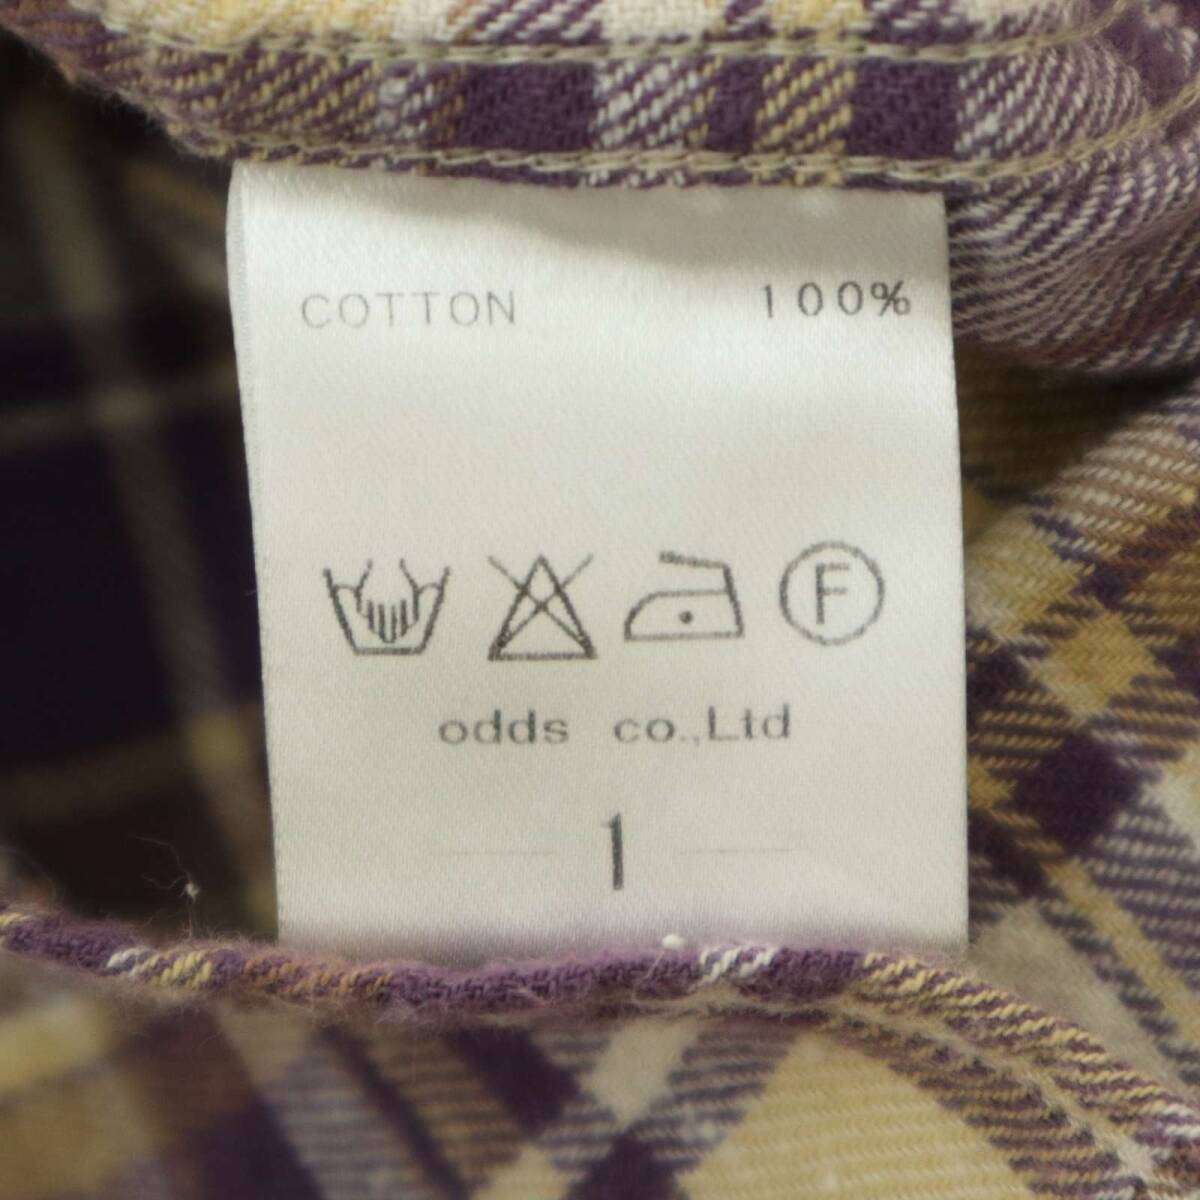 COTTON 100%
F
odds co.,Ltd
1